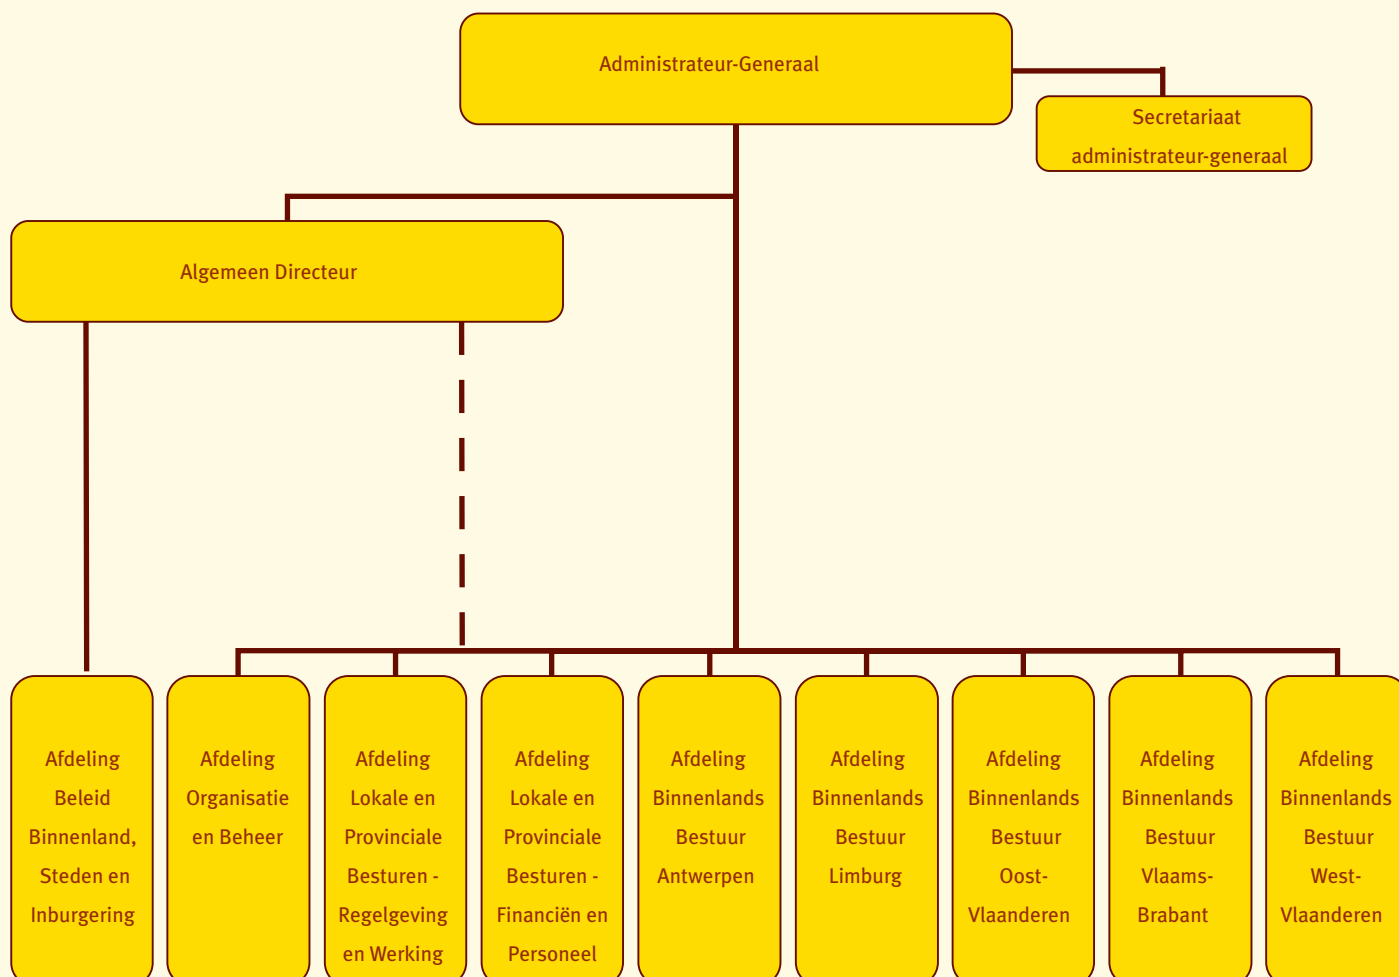 Administrateur-Generaal
Secretariaat
administrateur-generaal
Algemeen Directeur
Afdeling
Beleid
Binnenland,
Steden en
Inburgering
Afdeling
Organisatie
en Beheer
Afdeling
Lokale en
Provinciale
Besturen -
Regelgeving
en Werking
Afdeling
Lokale en
Provinciale
Besturen -
Financiën en
Personeel
Afdeling
Binnenlands
Bestuur
Antwerpen
Afdeling
Binnenlands
Bestuur
Limburg
Afdeling
Binnenlands
Bestuur
Oost-
Vlaanderen
Afdeling
Binnenlands
Bestuur
Vlaams-
Brabant
Afdeling
Binnenlands
Bestuur
West-
Vlaanderen